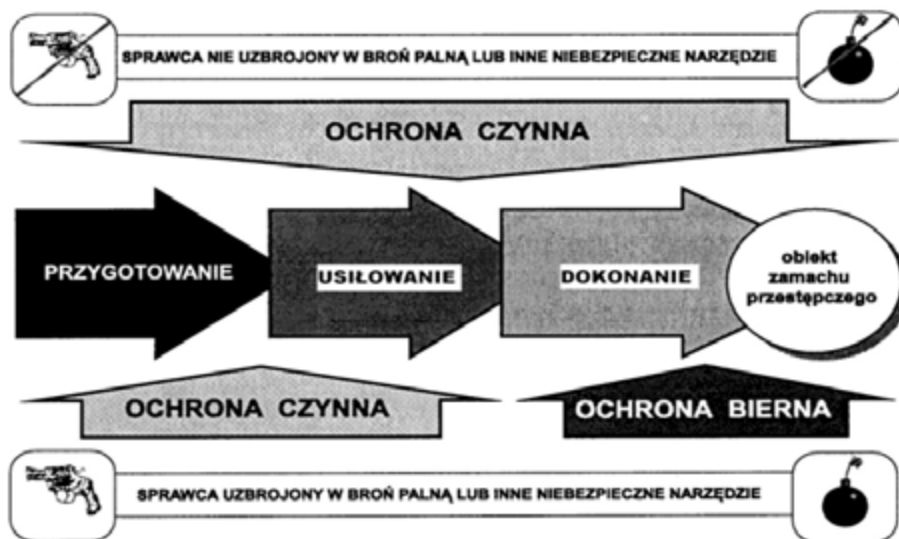 SPRAWCA NIE UZBROJONY W BROŃ PALNĄ LUB INNE NIEBEZPIECZNE NARZĘDZIE
OCHRONA CZYNNA
PRZYGOTOWANIE
USIŁOWANIE
DOKONANIE
obiekt
zamachu
przestępczego
OCHRONA CZYNNA
OCHRONA BIERNA
SPRAWCA UZBROJONY W BROŃ PALNĄ LUB INNE NIEBEZPIECZNE NARZĘDZIE